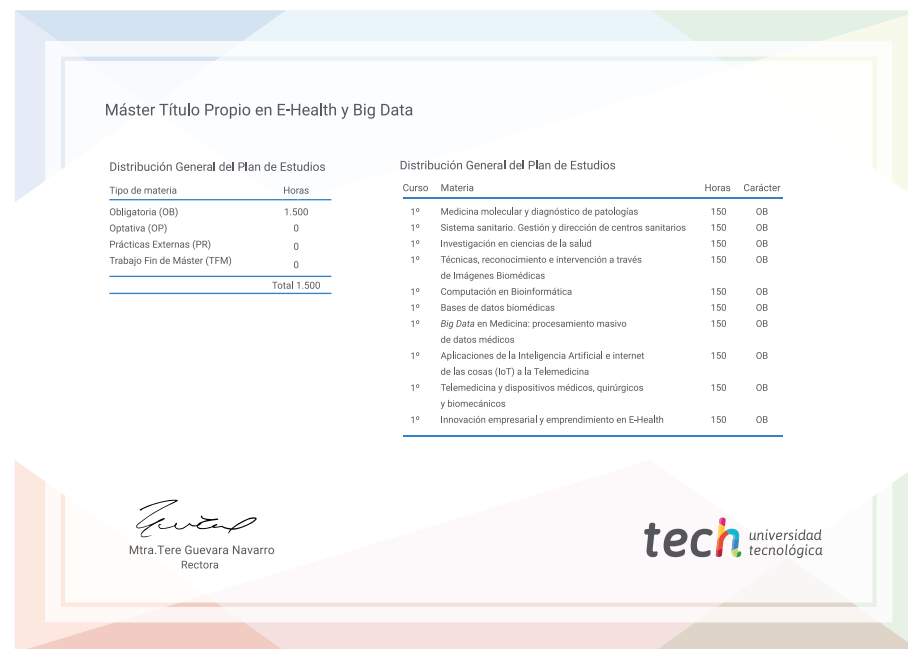 Máster Título Propio en E-Health y Big Data
Distribución General del Plan de Estudios
Tipo de materia Horas
Obligatoria (OB) 1.500
Optativa (OP) 0
Prácticas Externas (PR) 0
Trabajo Fin de Máster (TFM) 0
Total 1.500
Distribución General del Plan de Estudios
Curso Materia Horas Carácter
1º Medicina molecular y diagnóstico de patologías 150 OB
1º Sistema sanitario. Gestión y dirección de centros sanitarios 150 OB
1º Investigación en ciencias de la salud 150 OB
1º Técnicas, reconocimiento e intervención a través 150 OB
de Imágenes Biomédicas
1º Computación en Bioinformática 150 OB
1º Bases de datos biomédicas 150 OB
1º Big Data en Medicina: procesamiento masivo 150 OB
de datos médicos
1º Aplicaciones de la Inteligencia Artificial e internet 150 OB
de las cosas (IoT) a la Telemedicina
1º Telemedicina y dispositivos médicos, quirúrgicos 150 OB
y biomecánicos
1º Innovación empresarial y emprendimiento en E-Health 150 OB
Mtra.Tere Guevara Navarro
Rectora
tech universidad
tecnológica